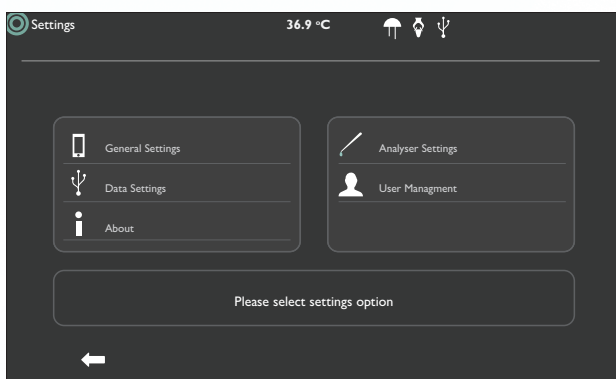 Settings
36.9 °C
General Settings
Data Settings
About
Analyser Settings
User Managment
Please select settings option